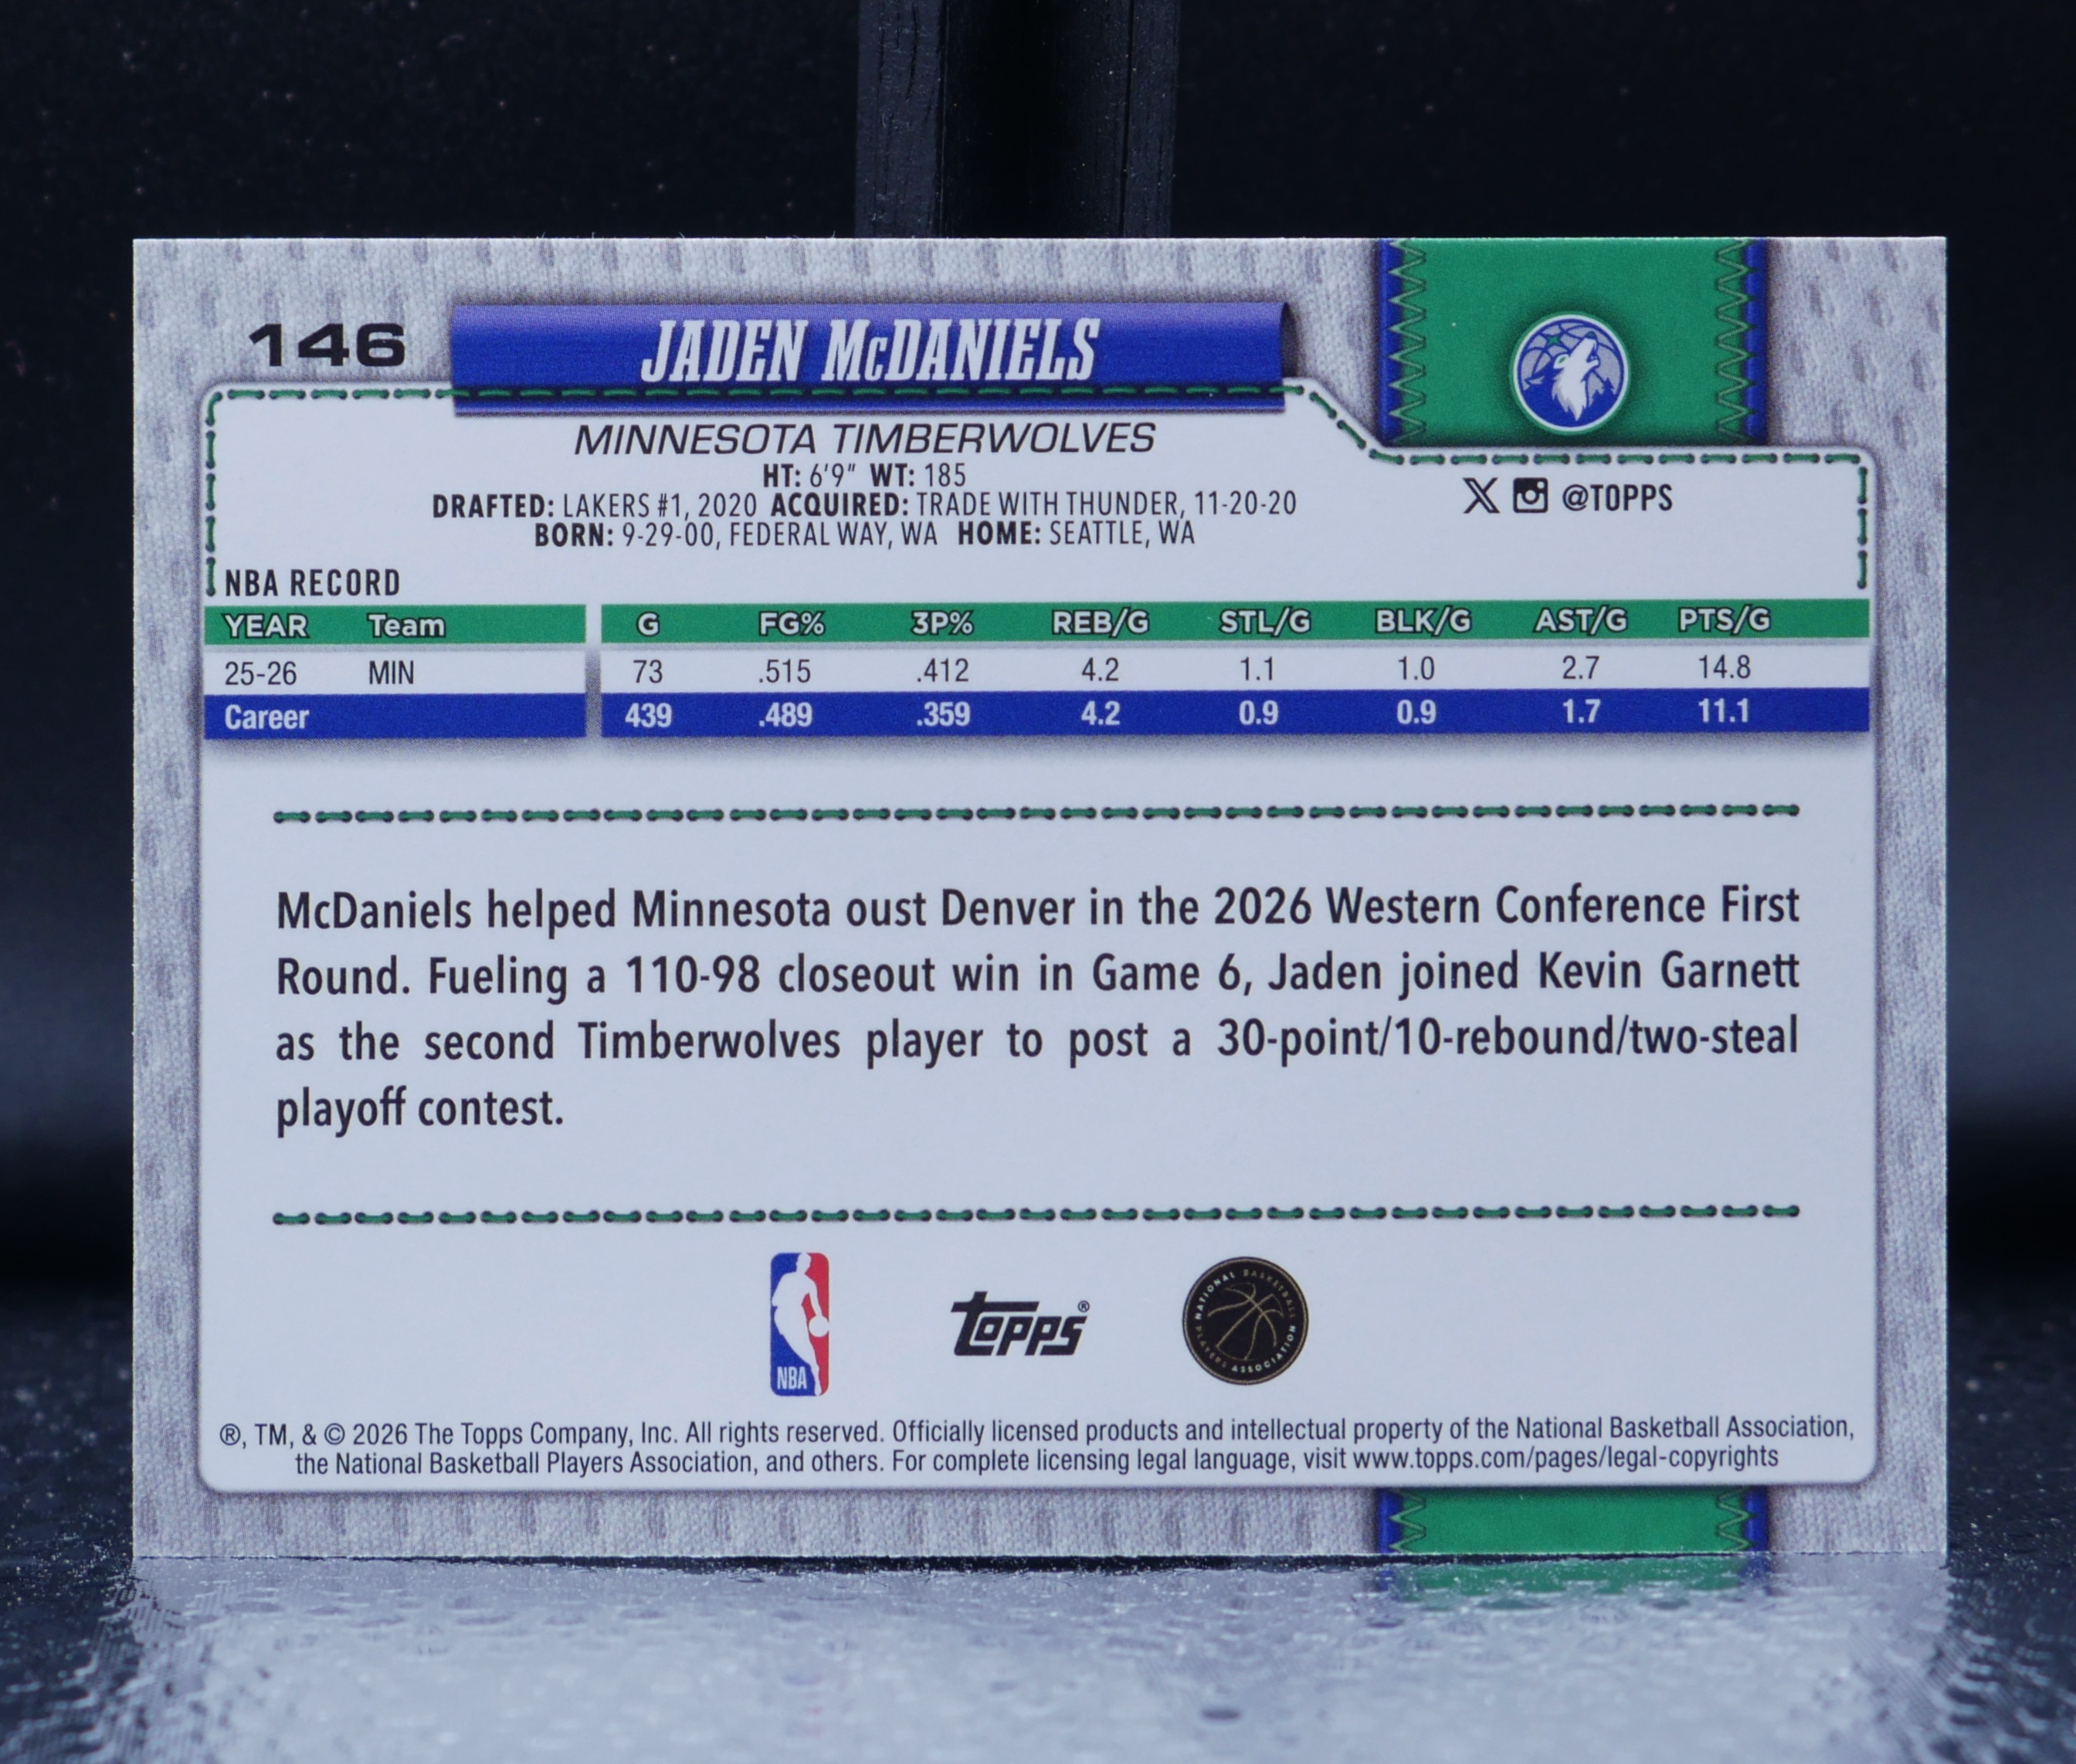 146
JADEN McDANIELS
MINNESOTA TIMBERWOLVES
HT: 6'9" WT: 185
DRAFTED: LAKERS #1, 2020 ACQUIRED: TRADE WITH THUNDER, 11-20-20
BORN: 9-29-00, FEDERAL WAY, WA HOME: SEATTLE, WA
X @TOPPS
NBA RECORD
YEAR Team G FG% 3P% REB/G STL/G BLK/G AST/G PTS/G
25-26 MIN 73 .515 .412 4.2 1.1 1.0 2.7 14.8
Career 439 .489 .359 4.2 0.9 0.9 1.7 11.1
McDaniels helped Minnesota oust Denver in the 2026 Western Conference First
Round. Fueling a 110-98 closeout win in Game 6, Jaden joined Kevin Garnett
as the second Timberwolves player to post a 30-point/10-rebound/two-steal
playoff contest.
NBA
Topps®
NATIONAL BASKETBALL PLAYERS ASSOCIATION
®, TM, & © 2026 The Topps Company, Inc. All rights reserved. Officially licensed products and intellectual property of the National Basketball Association,
the National Basketball Players Association, and others. For complete licensing legal language, visit www.topps.com/pages/legal-copyrights